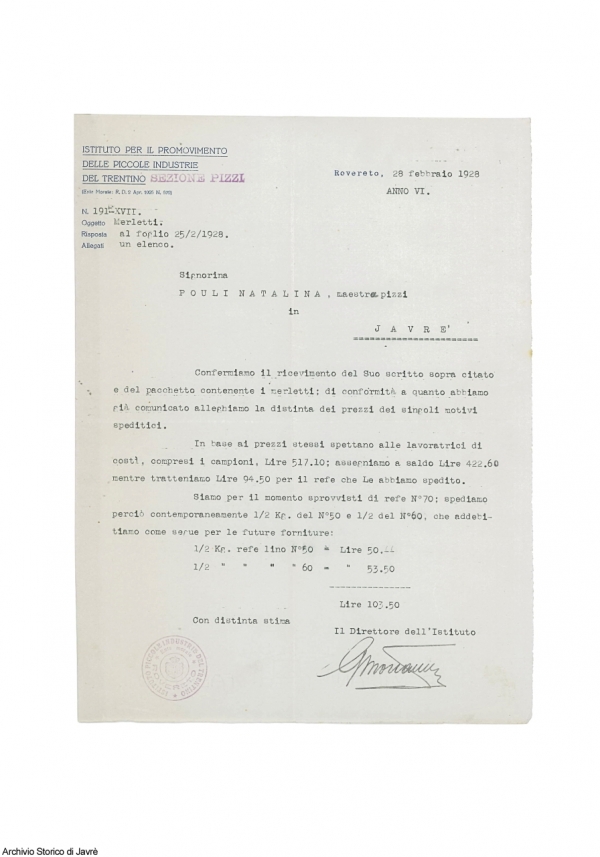 ISTITUTO PER IL PROMOVIMENTO
DELLE PICCOLE INDUSTRIE
DEL TRENTINO SEZIONE PIZZI
N. 191 XVII.
Oggetto Merletti.
Risposta al foglio 25/2/1928.
Allegati un elenco.
Rovereto, 28 febbraio 1928
ANNO VI.
Signorina
POULI NATALINA, maestra pizzi
in
JAVRE'
Confermiamo il ricevimento del Suo scritto sopra citato
e del pacchetto contenente i merletti; di conformità a quanto abbiamo
già comunicato alleghiamo la distinta dei prezzi dei singoli motivi
speditici.
In base ai prezzi stessi spettano alle lavoratrici di
costì, compresi i campioni, Lire 517.10; assegniamo a saldo Lire 422.60
mentre tratteniamo Lire 94.50 per il refe che Le abbiamo spedito.
Siamo per il momento sprovvisti di refe N°70; spediamo
perciò contemporaneamente 1/2 Kg. del N°50 e 1/2 del N°60, che addebi-
tiamo come segue per le future forniture:
1/2 Kg. refe lino N°50 = Lire 50.--
1/2 " " " " 60 = " 53.50
--------------
Lire 103.50
Con distinta stima
Il Direttore dell'Istituto
Archivio Storico di Javrè